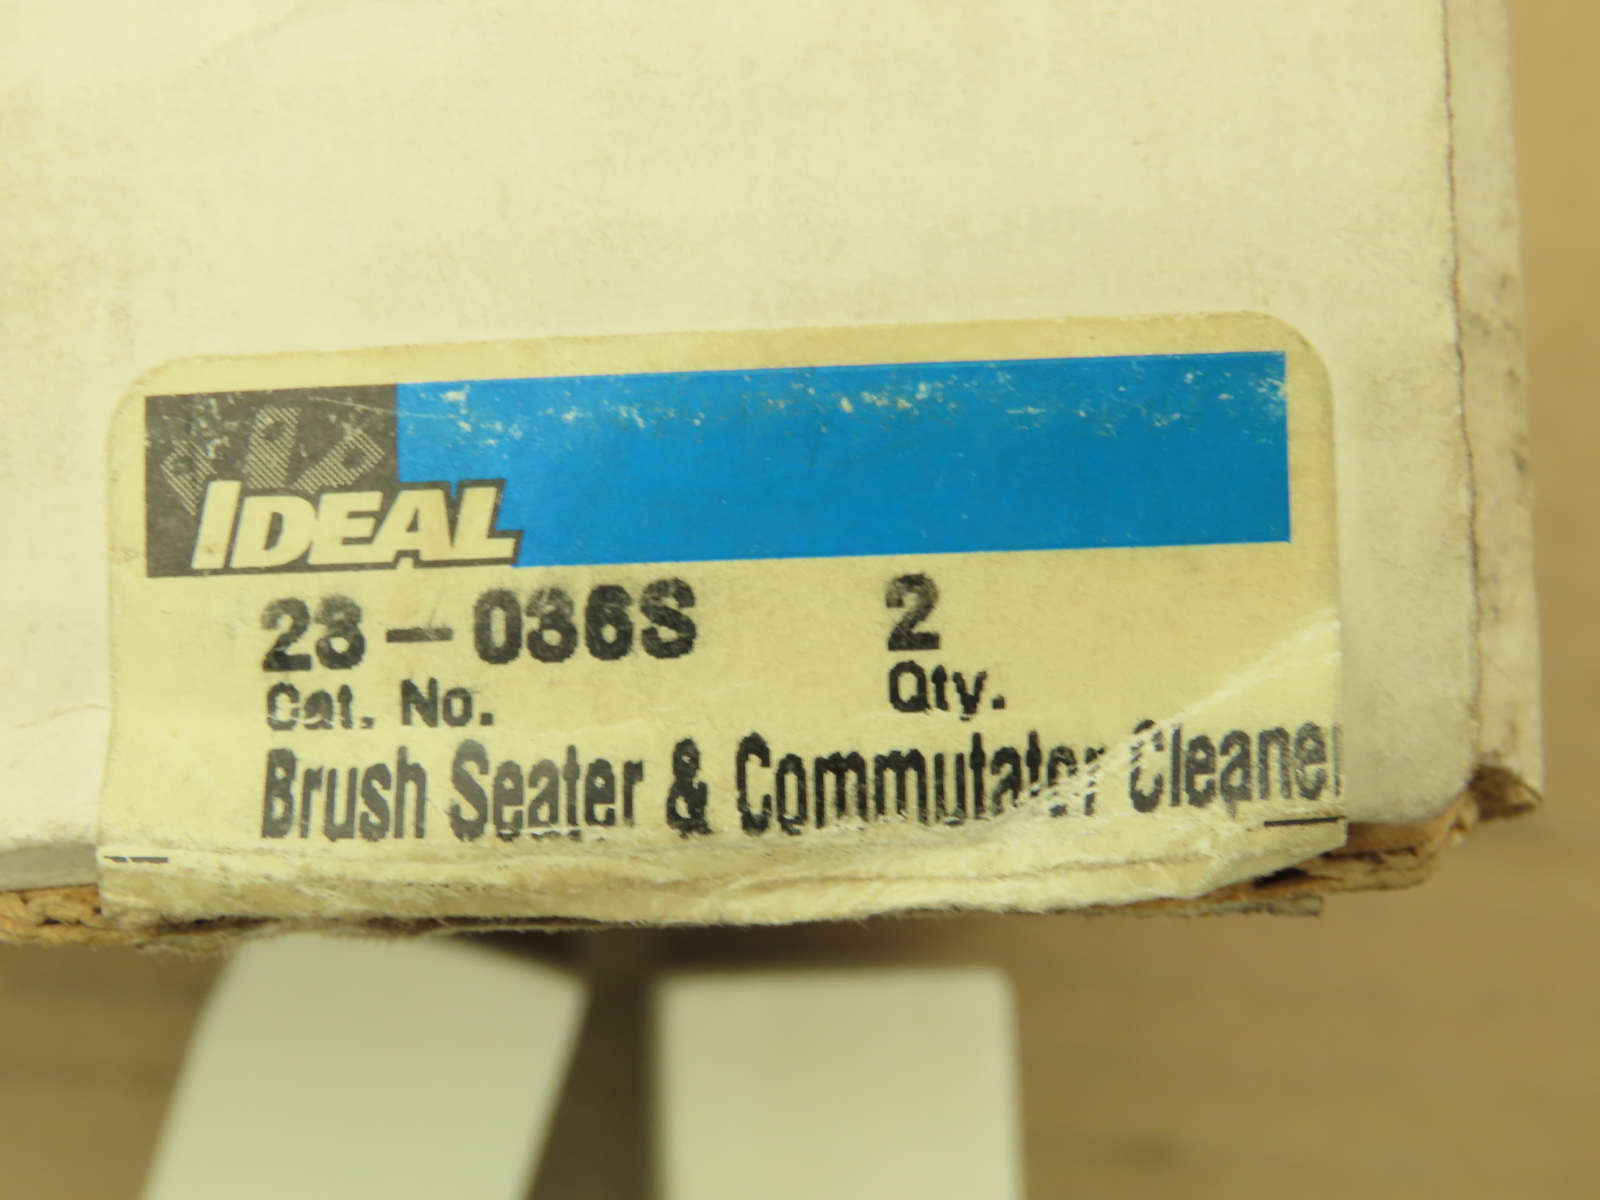 IDEAL
23-036S 2
Cat. No. Qty.
Brush Seater & Commutator Cleaner